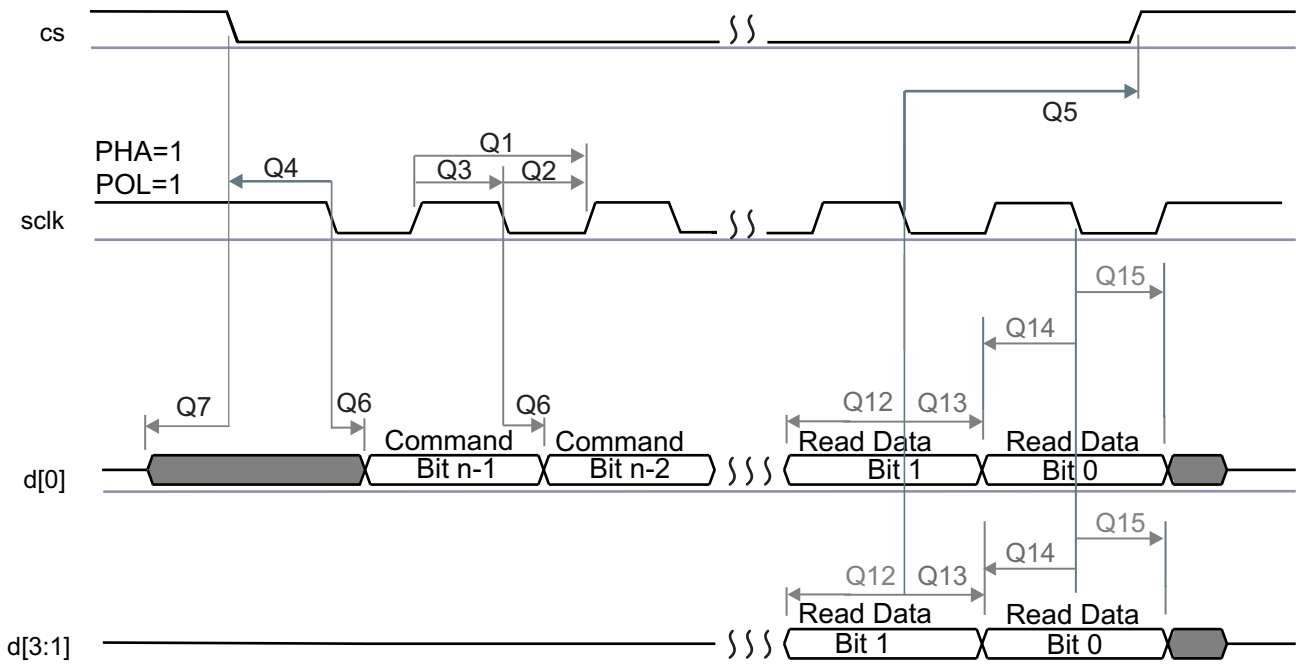 cs
Q5
PHA=1
POL=1
Q4
Q1
Q3
Q2
sclk
Q15
Q14
Q7
Q6
Q6
Q12
Q13
Command
Command
Read Data
Read Data
d[0]
Bit n-1
Bit n-2
Bit 1
Bit 0
Q15
Q14
Q12
Q13
Read Data
Read Data
d[3:1]
Bit 1
Bit 0